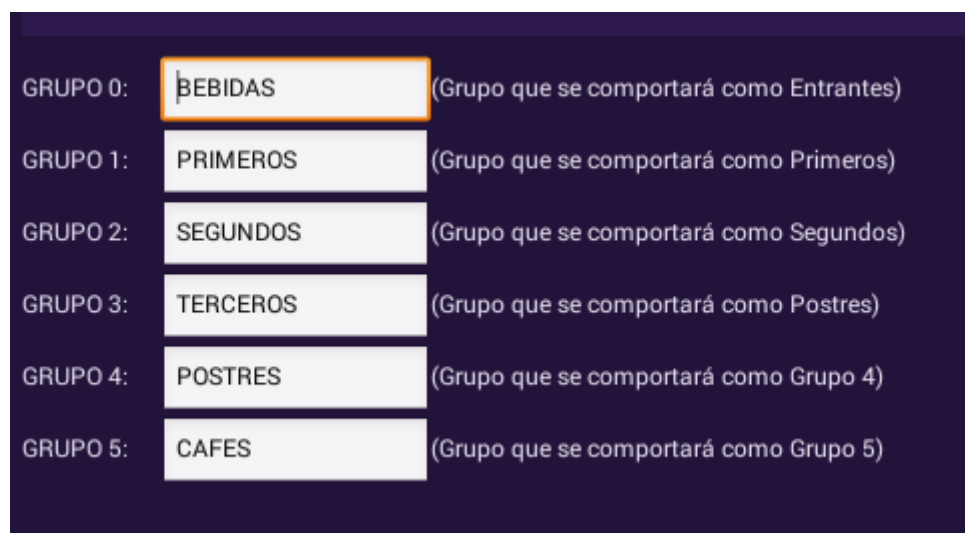 GRUPO 0: BEBIDAS (Grupo que se comportará como Entrantes)
GRUPO 1: PRIMEROS (Grupo que se comportará como Primeros)
GRUPO 2: SEGUNDOS (Grupo que se comportará como Segundos)
GRUPO 3: TERCEROS (Grupo que se comportará como Postres)
GRUPO 4: POSTRES (Grupo que se comportará como Grupo 4)
GRUPO 5: CAFES (Grupo que se comportará como Grupo 5)